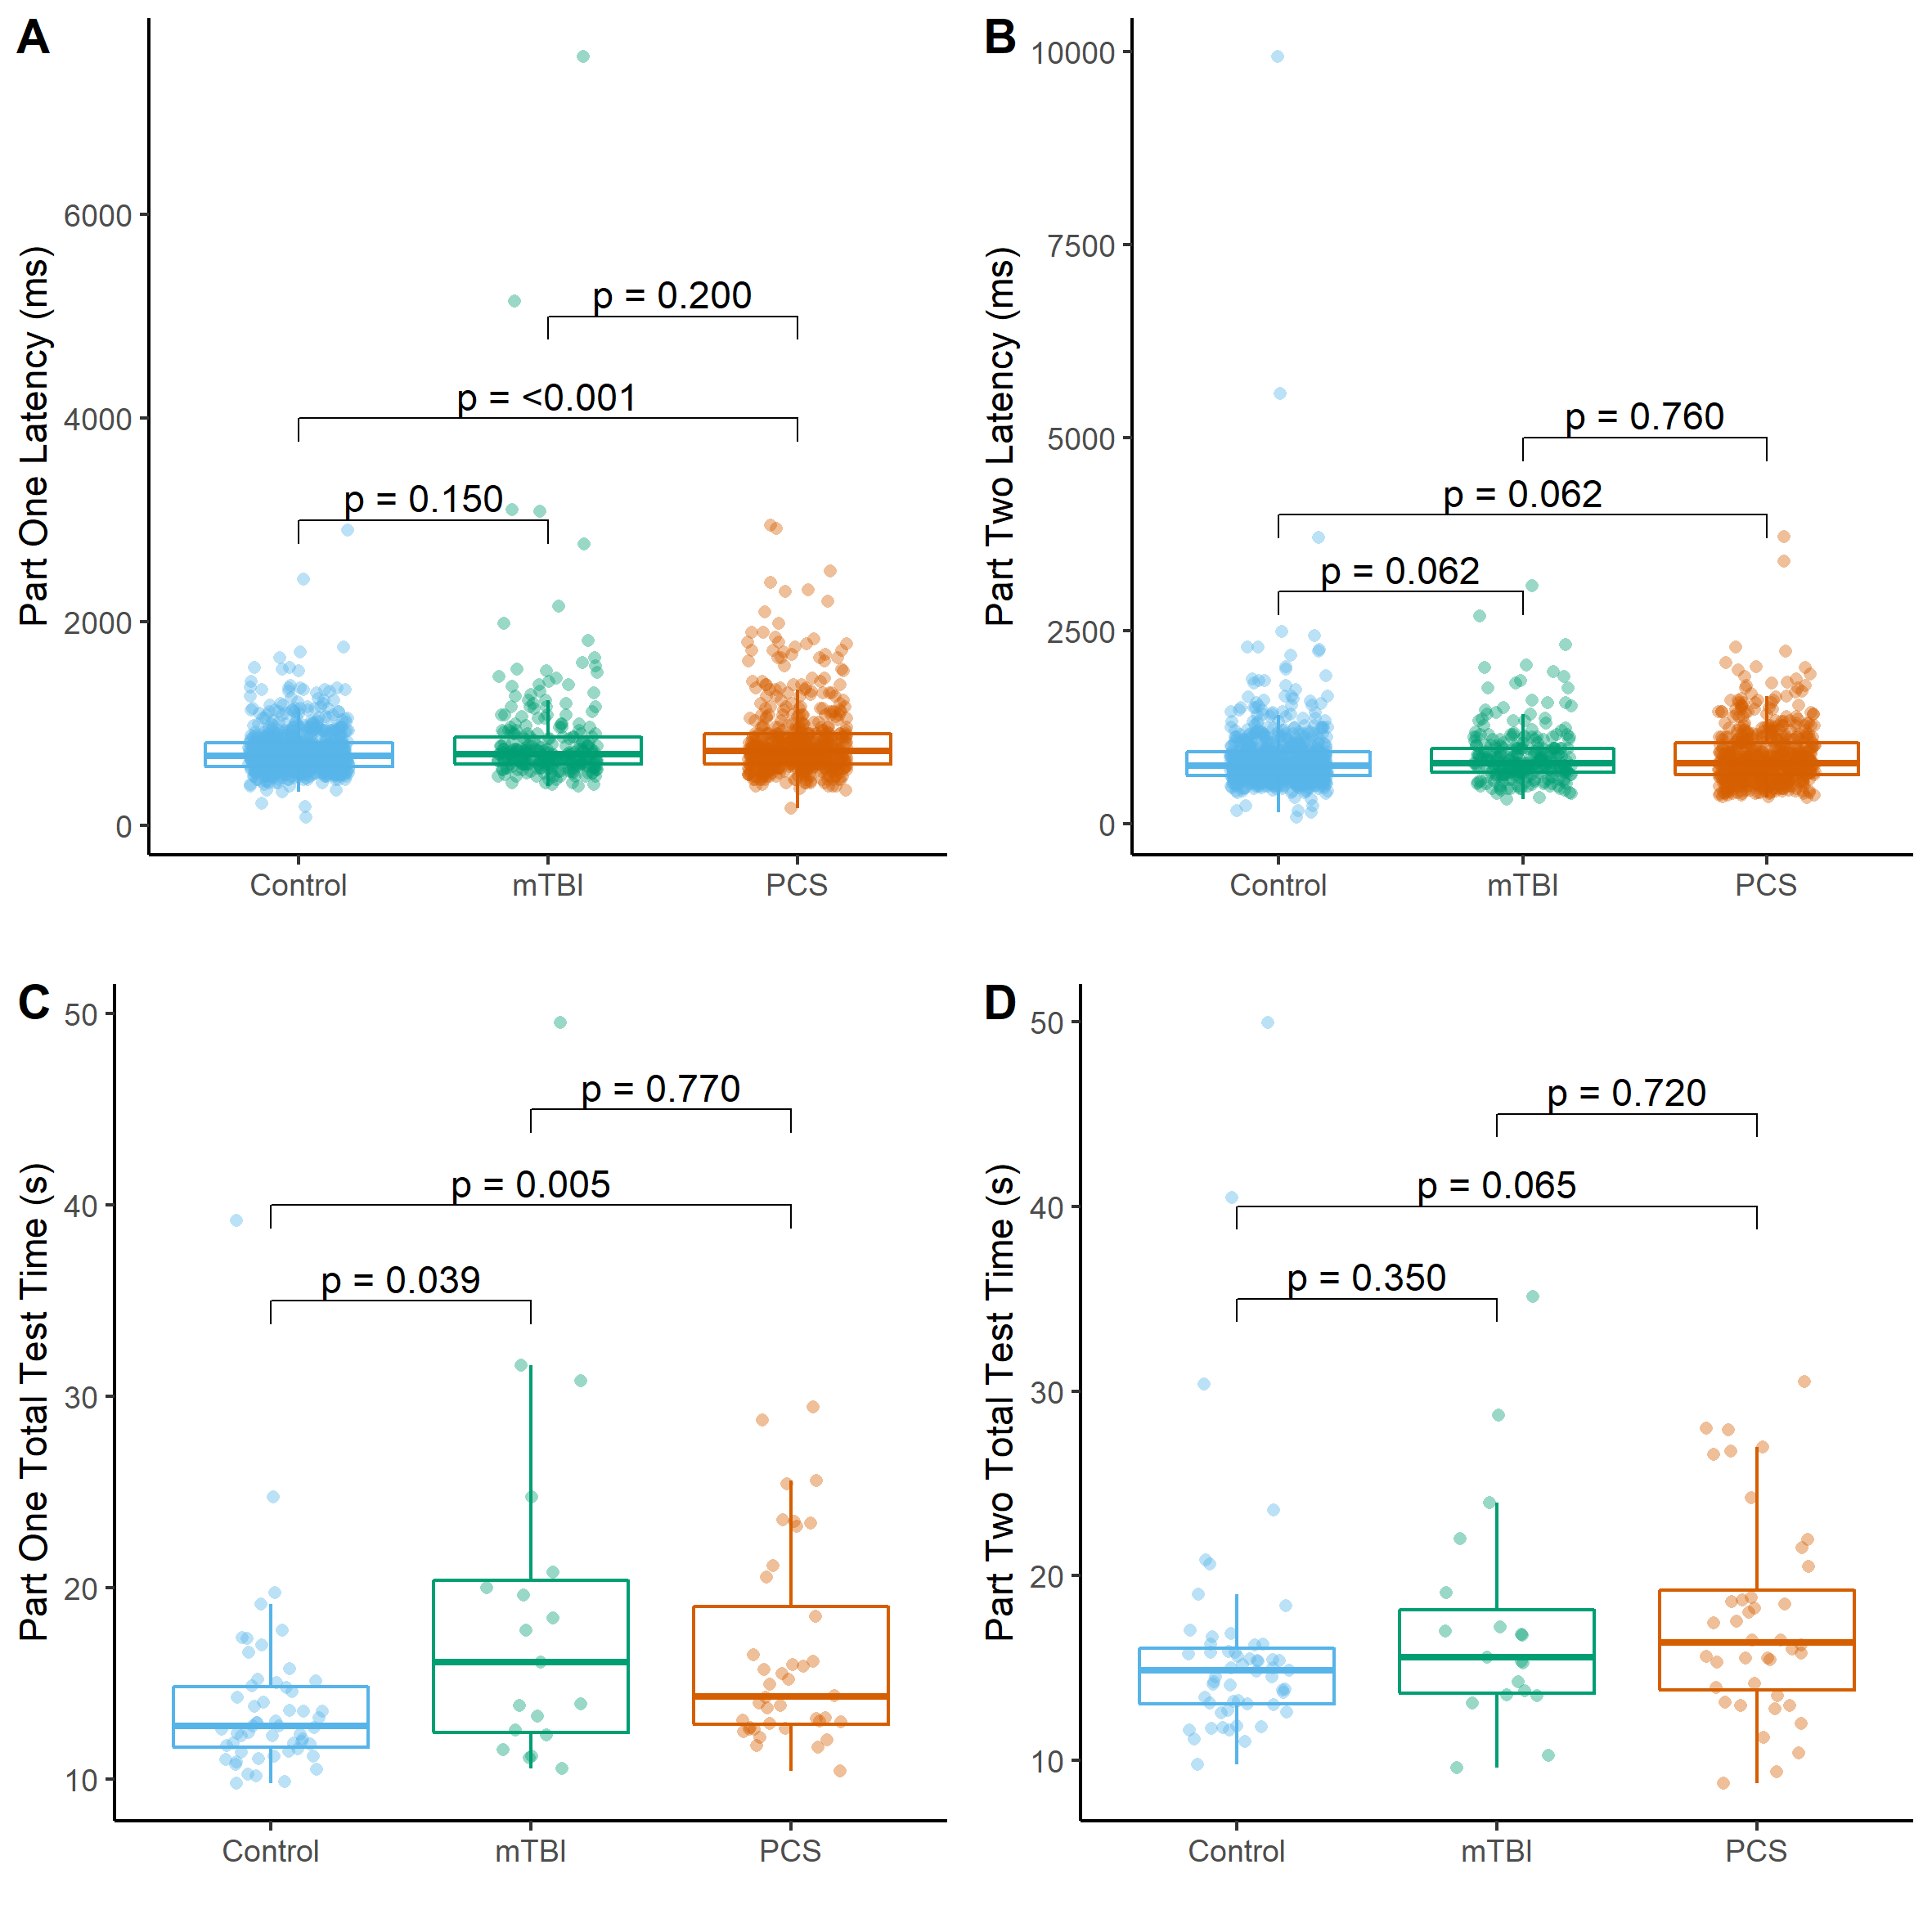 A
Part One Latency (ms)
6000
4000
2000
0
p = 0.200
p = <0.001
p = 0.150
Control mTBI PCS
B
Part Two Latency (ms)
10000
7500
5000
2500
0
p = 0.760
p = 0.062
p = 0.062
Control mTBI PCS
C
Part One Total Test Time (s)
50
40
30
20
10
p = 0.770
p = 0.005
p = 0.039
Control mTBI PCS
D
Part Two Total Test Time (s)
50
40
30
20
10
p = 0.720
p = 0.065
p = 0.350
Control mTBI PCS